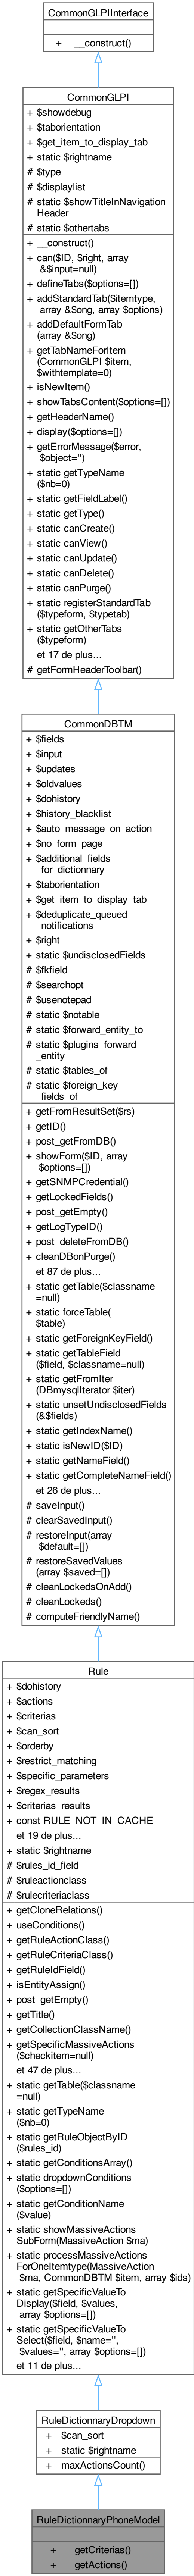 CommonGLPIInterface
+ __construct()
CommonGLPI
+ $showdebug
+ $taborientation
+ $get_item_to_display_tab
+ static $rightname
# $type
# $displaylist
# static $showTitleInNavigation
Header
# static $othertabs
+ __construct()
+ can($ID, $right, array
&$input=null)
+ defineTabs($options=[])
+ addStandardTab($itemtype,
array &$ong, array $options)
+ addDefaultFormTab
(array &$ong)
+ getTabNameForItem
(CommonGLPI $item,
$withtemplate=0)
+ isNewItem()
+ showTabsContent($options=[])
+ getHeaderName()
+ display($options=[])
+ getErrorMessage($error,
$object='')
+ static getTypeName
($nb=0)
+ static getFieldLabel()
+ static getType()
+ static canCreate()
+ static canView()
+ static canUpdate()
+ static canDelete()
+ static canPurge()
+ static registerStandardTab
($typeform, $typetab)
+ static getOtherTabs
($typeform)
et 17 de plus...
# getFormHeaderToolbar()
CommonDBTM
+ $fields
+ $input
+ $updates
+ $oldvalues
+ $dohistory
+ $history_blacklist
+ $auto_message_on_action
+ $no_form_page
+ $additional_fields
_for_dictionnary
+ $taborientation
+ $get_item_to_display_tab
+ $deduplicate_queued
_notifications
+ $right
+ static $undisclosedFields
# $fkfield
# $searchopt
# $usenotepad
# static $notable
# static $forward_entity_to
# static $plugins_forward
_entity
# static $tables_of
# static $foreign_key
_fields_of
+ getFromResultSet($rs)
+ getID()
+ post_getFromDB()
+ showForm($ID, array
$options=[])
+ getSNMPCredential()
+ getLockedFields()
+ post_getEmpty()
+ getLogTypeID()
+ post_deleteFromDB()
+ cleanDBonPurge()
et 87 de plus...
+ static getTable($classname
=null)
+ static forceTable(
$table)
+ static getForeignKeyField()
+ static getTableField
($field, $classname=null)
+ static getFromIter
(DBmysqlIterator $iter)
+ static unsetUndisclosedFields
(&$fields)
+ static getIndexName()
+ static isNewID($ID)
+ static getNameField()
+ static getCompleteNameField()
et 26 de plus...
# saveInput()
# clearSavedInput()
# restoreInput(array
$default=[])
# restoreSavedValues
(array $saved=[])
# cleanLockedsOnAdd()
# cleanLockeds()
# computeFriendlyName()
Rule
+ $dohistory
+ $actions
+ $criterias
+ $can_sort
+ $orderby
+ $restrict_matching
+ $specific_parameters
+ $regex_results
+ $criterias_results
+ const RULE_NOT_IN_CACHE
et 19 de plus...
+ static $rightname
# $rules_id_field
# $ruleactionclass
# $rulecriteriaclass
+ getCloneRelations()
+ useConditions()
+ getRuleActionClass()
+ getRuleCriteriaClass()
+ getRuleIdField()
+ isEntityAssign()
+ post_getEmpty()
+ getTitle()
+ getCollectionClassName()
+ getSpecificMassiveActions
($checkitem=null)
et 47 de plus...
+ static getTable($classname
=null)
+ static getTypeName
($nb=0)
+ static getRuleObjectByID
($rules_id)
+ static getConditionsArray()
+ static dropdownConditions
($options=[])
+ static getConditionName
($value)
+ static showMassiveActions
SubForm(MassiveAction $ma)
+ static processMassiveActions
ForOneItemtype(MassiveAction
$ma, CommonDBTM $item, array $ids)
+ static getSpecificValueTo
Display($field, $values,
array $options=[])
+ static getSpecificValueTo
Select($field, $name='',
$values='', array $options=[])
et 11 de plus...
RuleDictionnaryDropdown
+ $can_sort
+ static $rightname
+ maxActionsCount()
RuleDictionnaryPhoneModel
+ getCriterias()
+ getActions()